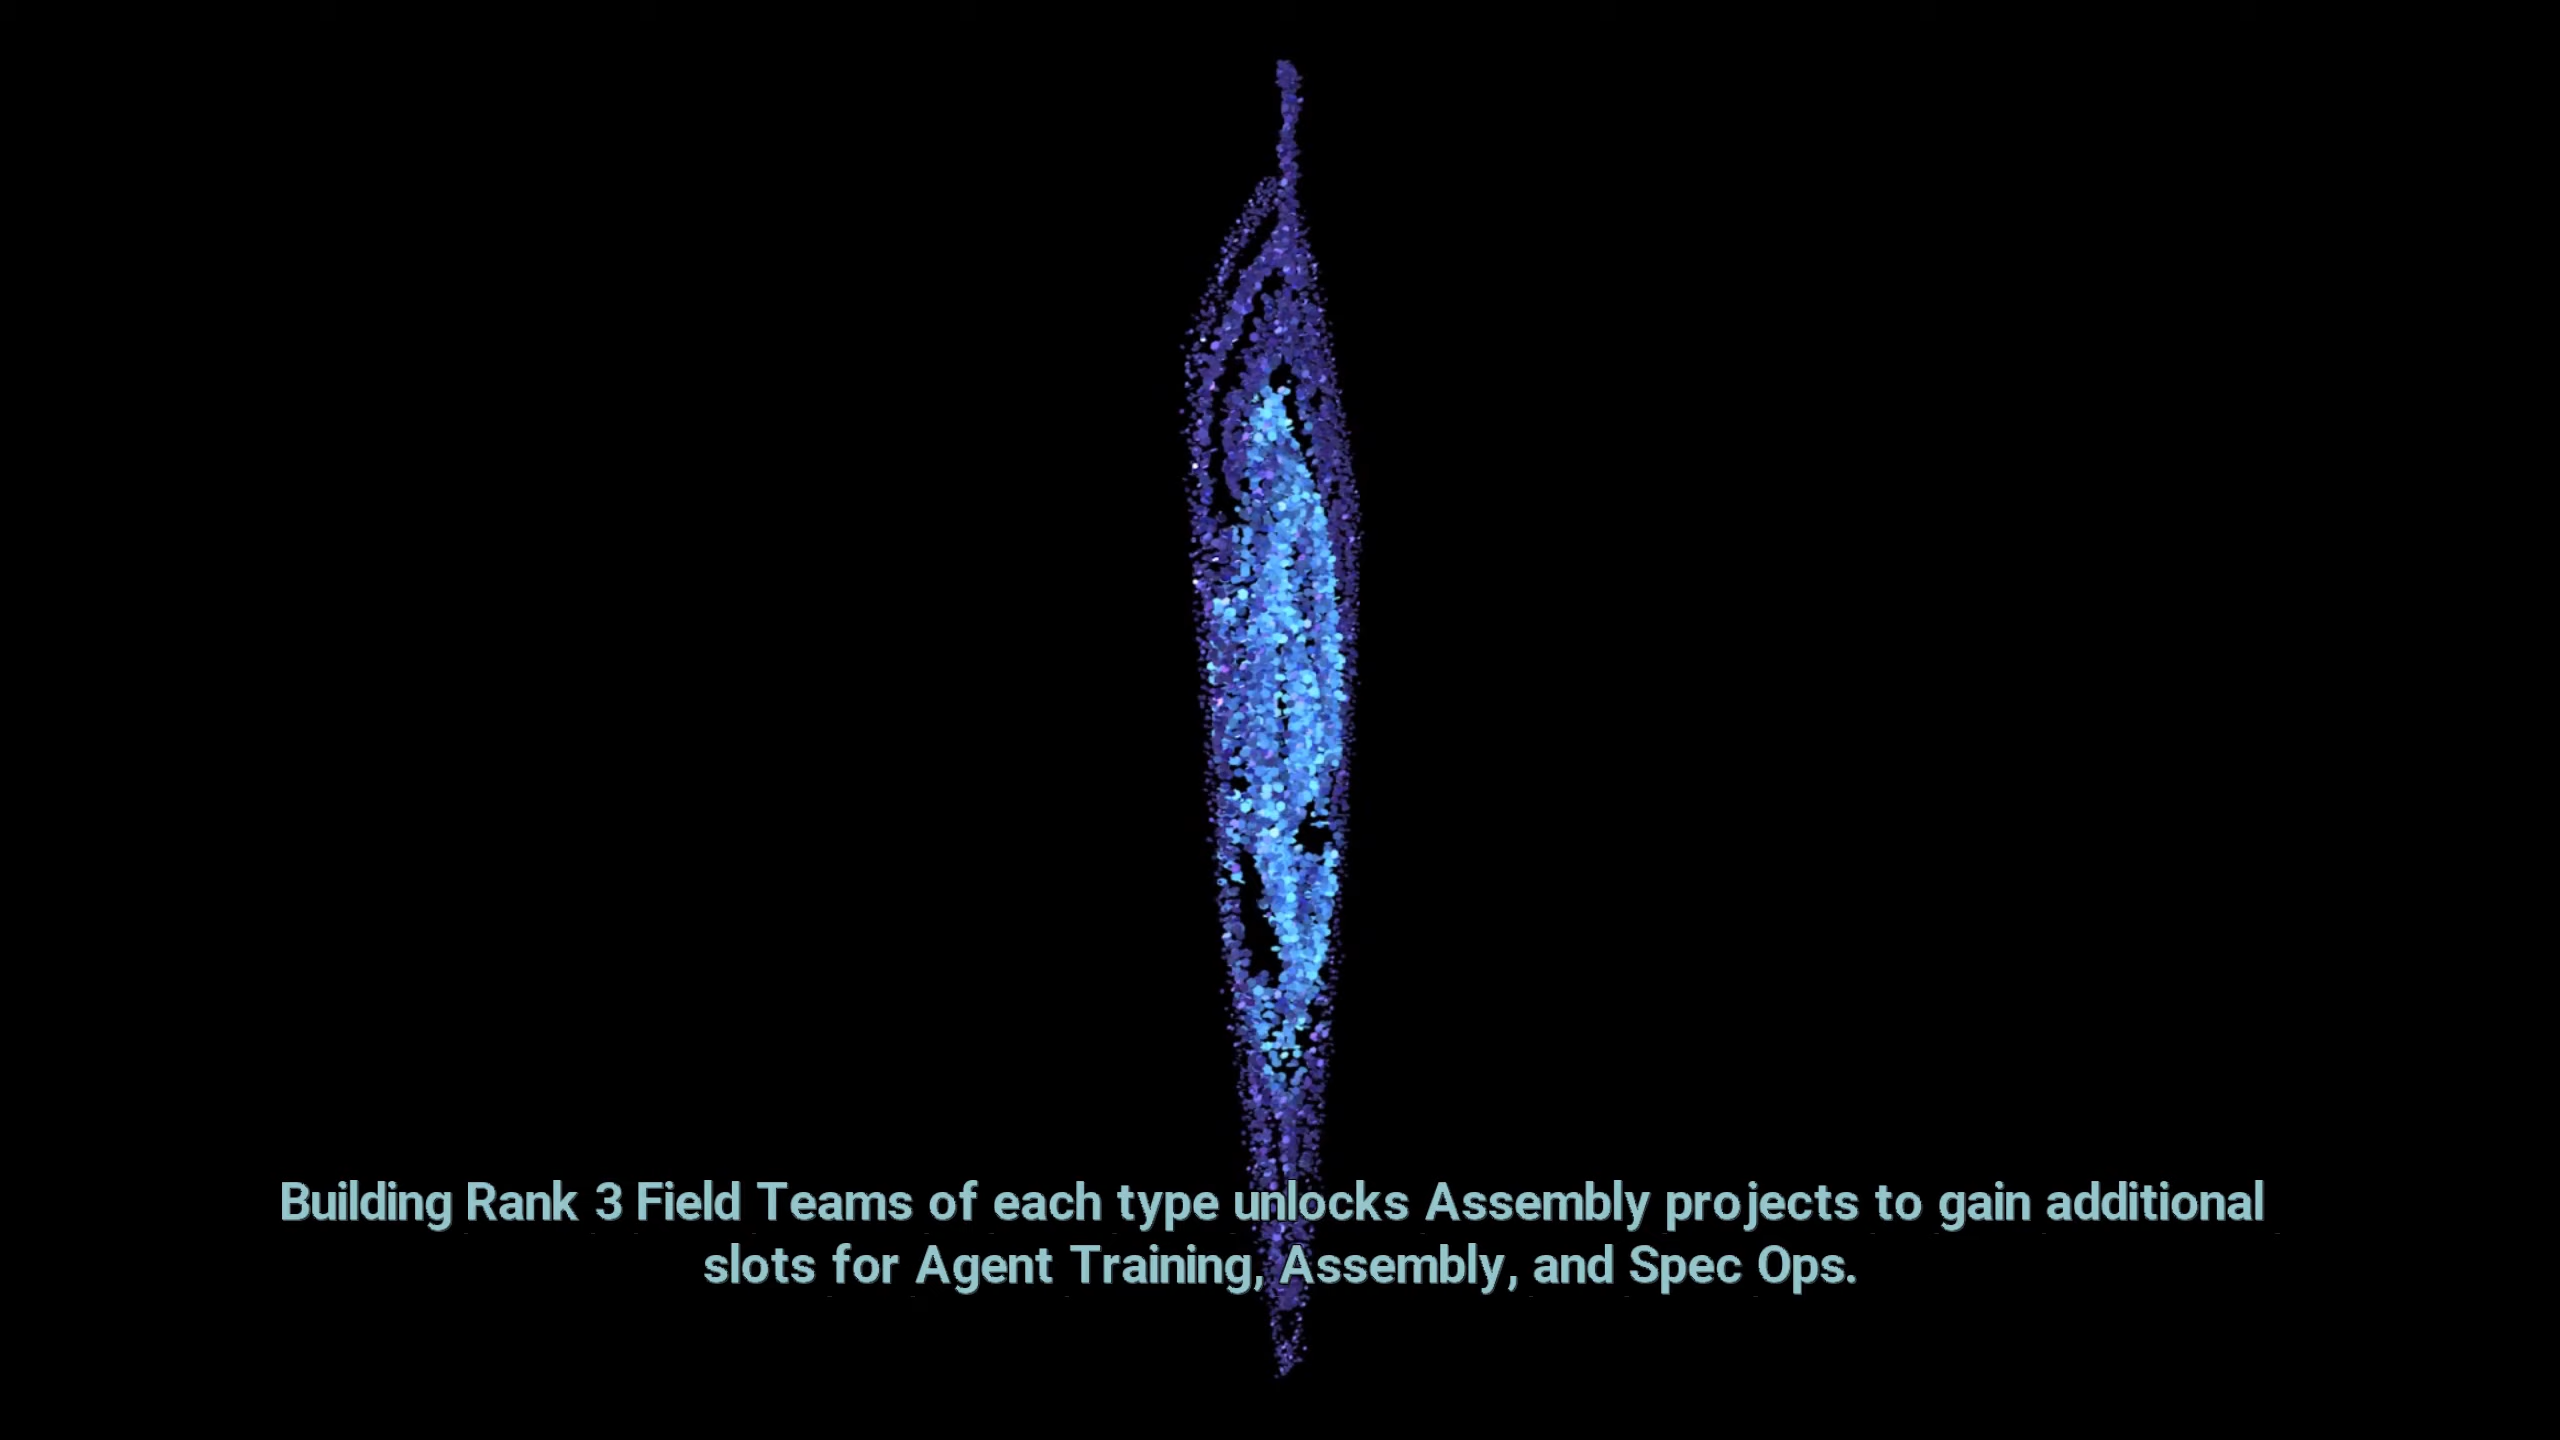 Building Rank 3 Field Teams of each type unlocks Assembly projects to gain additional
slots for Agent Training, Assembly, and Spec Ops.